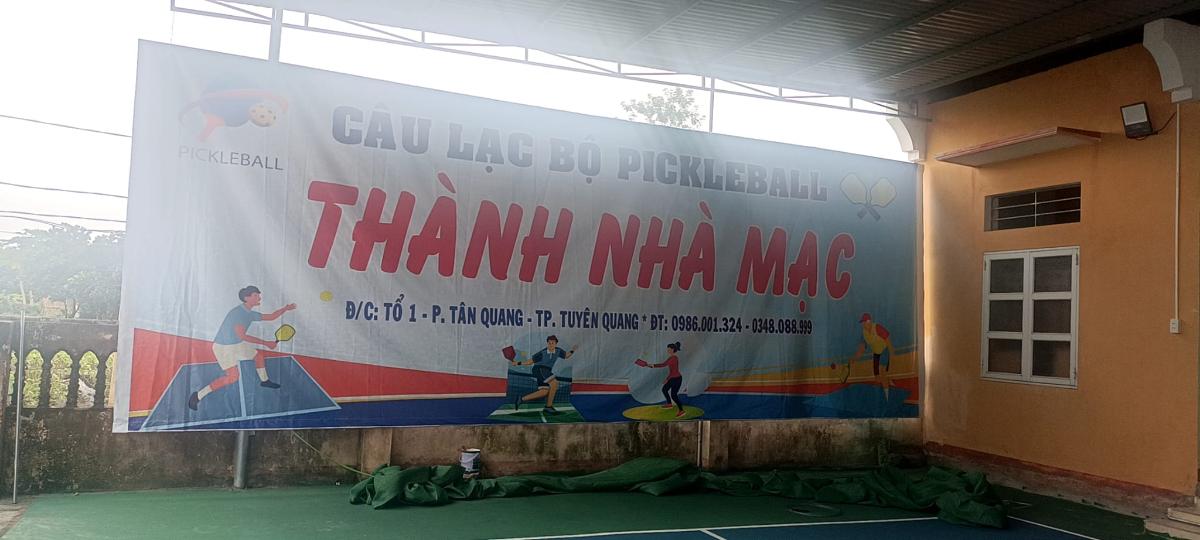 PICKLEBALL
CÂU LẠC BỘ PICKLEBALL
THÀNH NHÀ MẠC
Đ/C: TỔ 1 - P. TÂN QUANG - TP. TUYÊN QUANG * ĐT: 0986.001.324 - 0348.088.999